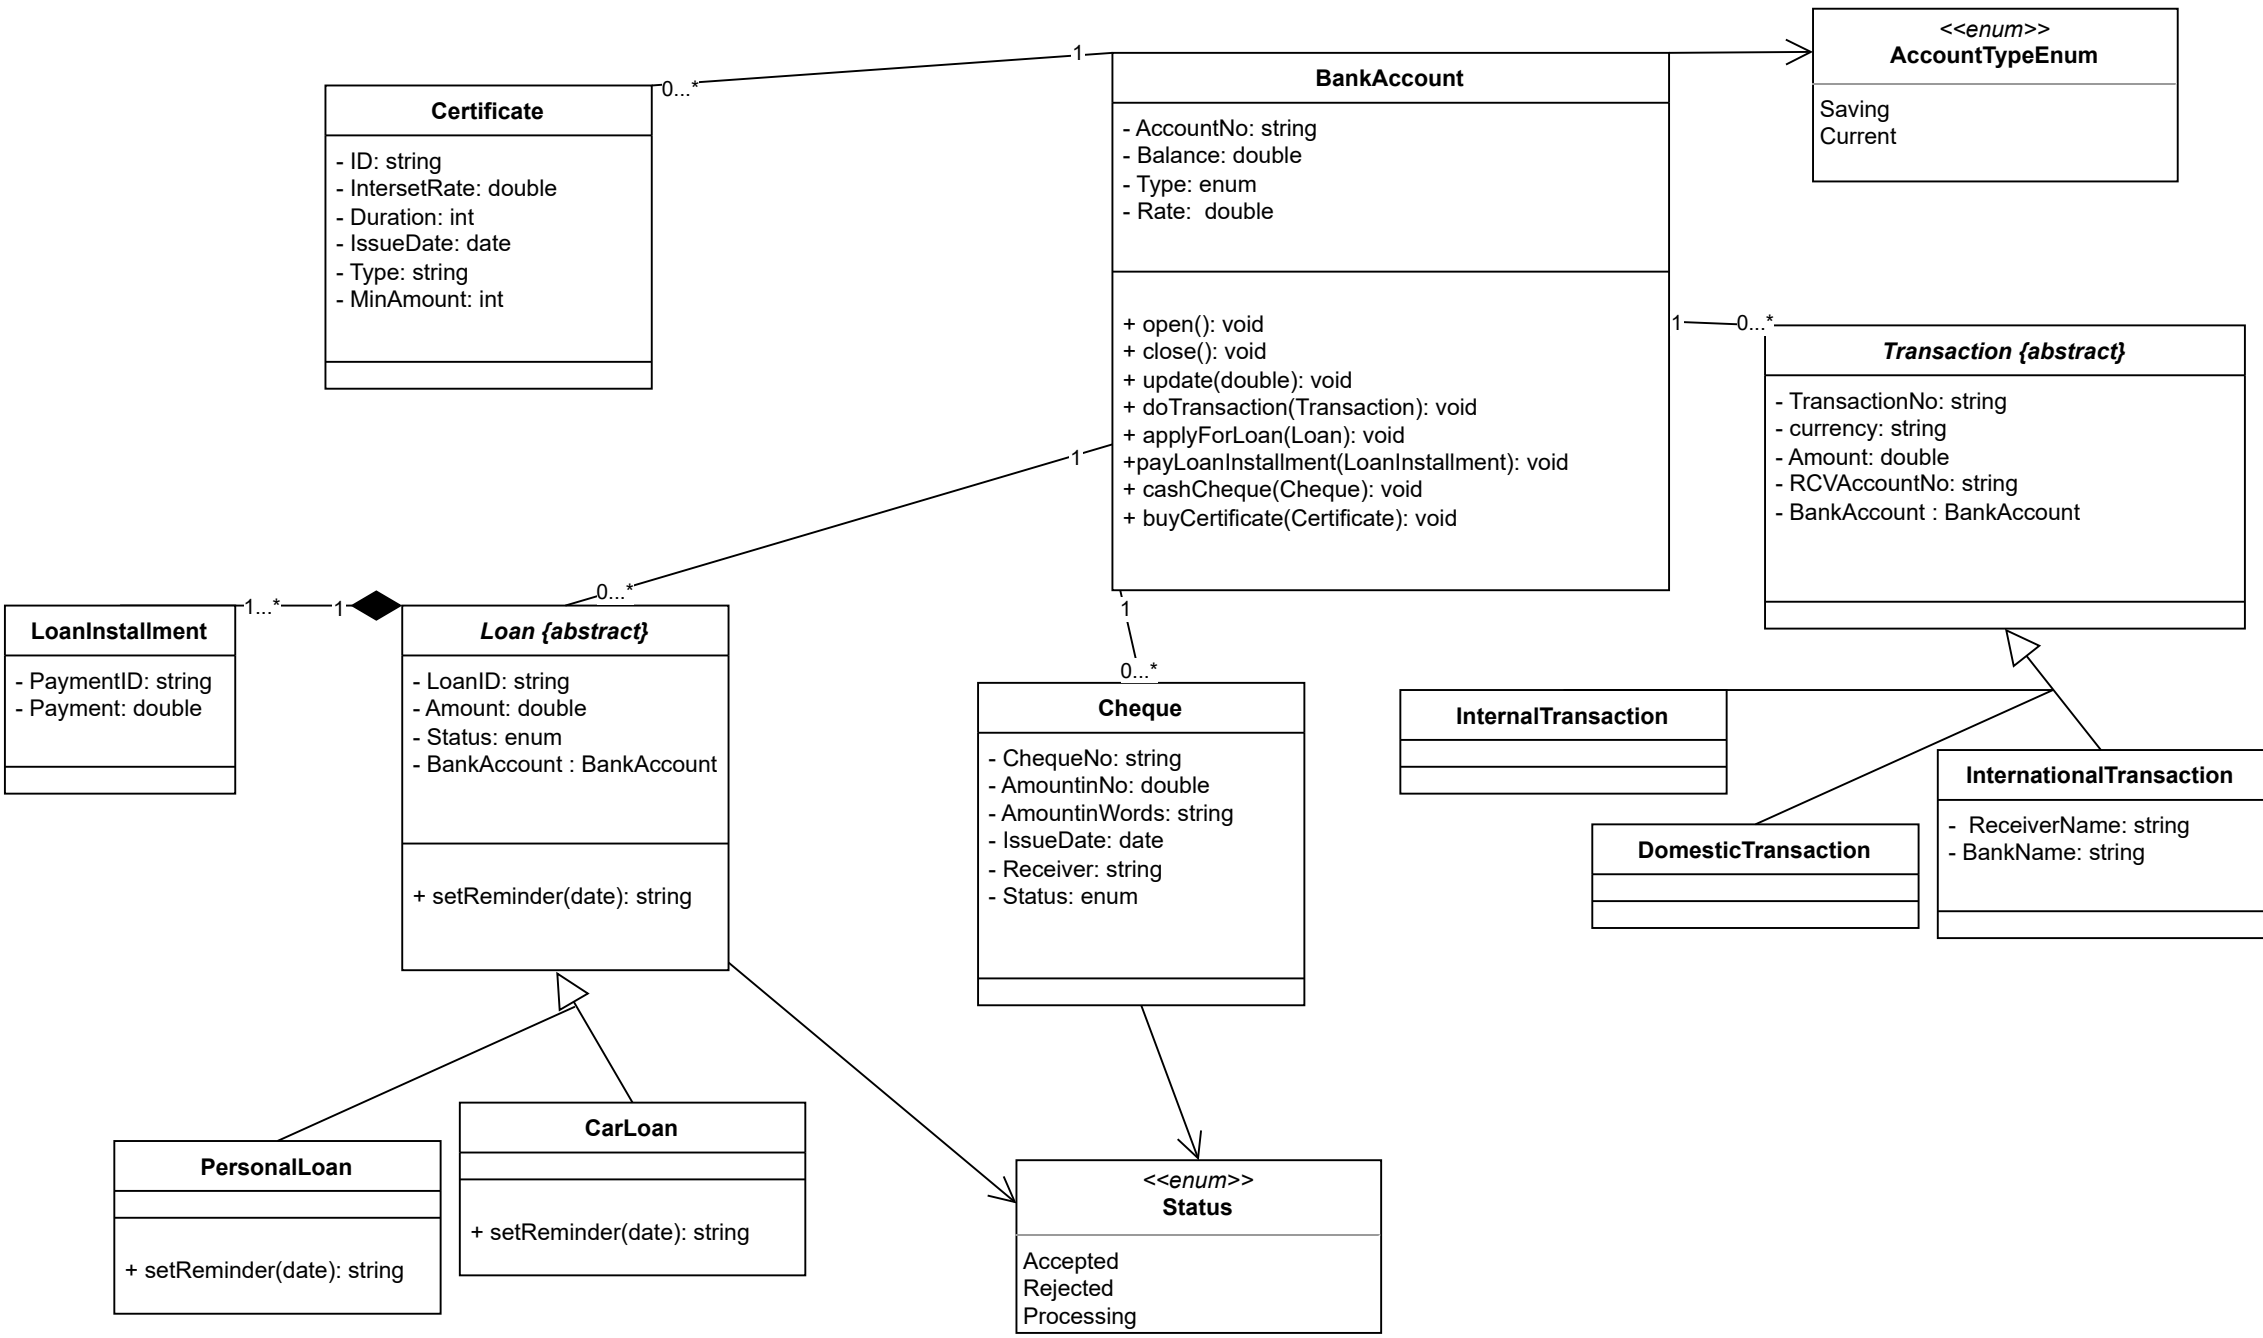 <<enum>>
AccountTypeEnum
Saving
Current
1
0...*
BankAccount
- AccountNo: string
- Balance: double
- Type: enum
- Rate:  double
+ open(): void
+ close(): void
+ update(double): void
+ doTransaction(Transaction): void
+ applyForLoan(Loan): void
+payLoanInstallment(LoanInstallment): void
+ cashCheque(Cheque): void
+ buyCertificate(Certificate): void
Certificate
- ID: string
- IntersetRate: double
- Duration: int
- IssueDate: date
- Type: string
- MinAmount: int
1
0...*
Transaction {abstract}
- TransactionNo: string
- currency: string
- Amount: double
- RCVAccountNo: string
- BankAccount : BankAccount
1
0...*
1...*
1
LoanInstallment
- PaymentID: string
- Payment: double
Loan {abstract}
- LoanID: string
- Amount: double
- Status: enum
- BankAccount : BankAccount
+ setReminder(date): string
1
0...*
Cheque
- ChequeNo: string
- AmountinNo: double
- AmountinWords: string
- IssueDate: date
- Receiver: string
- Status: enum
InternalTransaction
DomesticTransaction
InternationalTransaction
-  ReceiverName: string
- BankName: string
PersonalLoan
+ setReminder(date): string
CarLoan
+ setReminder(date): string
<<enum>>
Status
Accepted
Rejected
Processing